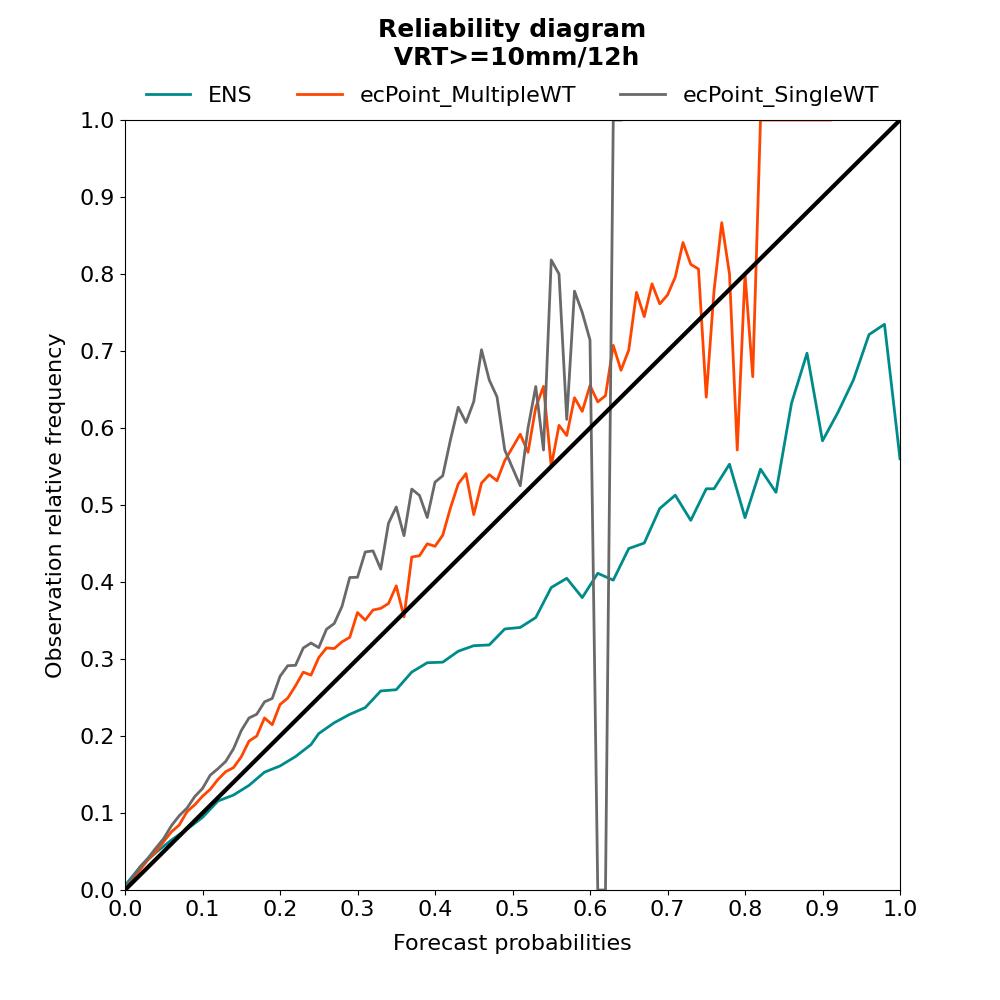 Reliability diagram
VRT>=10mm/12h
ENS ecPoint_MultipleWT ecPoint_SingleWT
1.0
0.9
0.8
0.7
0.6
0.5
0.4
0.3
0.2
0.1
0.0
Observation relative frequency
0.0 0.1 0.2 0.3 0.4 0.5 0.6 0.7 0.8 0.9 1.0
Forecast probabilities